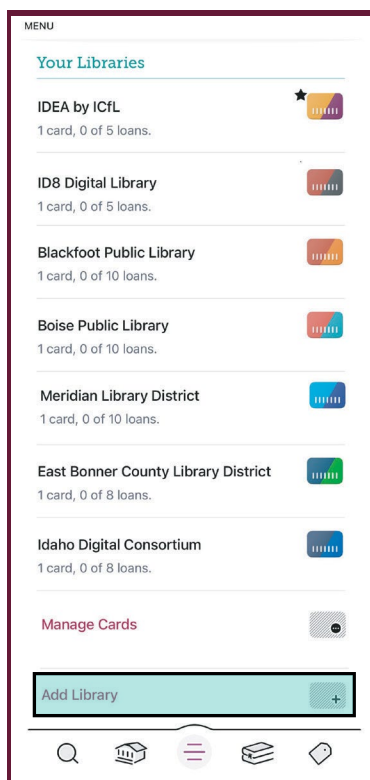 MENU
Your Libraries
IDEA by ICfL
1 card, 0 of 5 loans.
ID8 Digital Library
1 card, 0 of 5 loans.
Blackfoot Public Library
1 card, 0 of 10 loans.
Boise Public Library
1 card, 0 of 10 loans.
Meridian Library District
1 card, 0 of 10 loans.
East Bonner County Library District
1 card, 0 of 8 loans.
Idaho Digital Consortium
1 card, 0 of 8 loans.
Manage Cards
Add Library